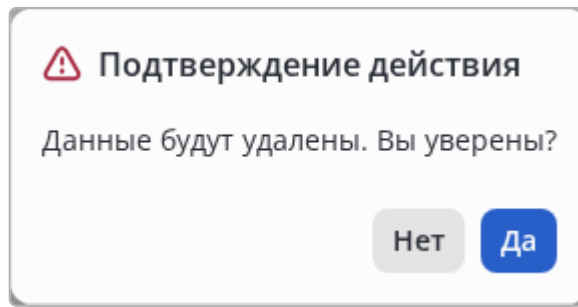 Подтверждение действия
Данные будут удалены. Вы уверены?
Нет Да